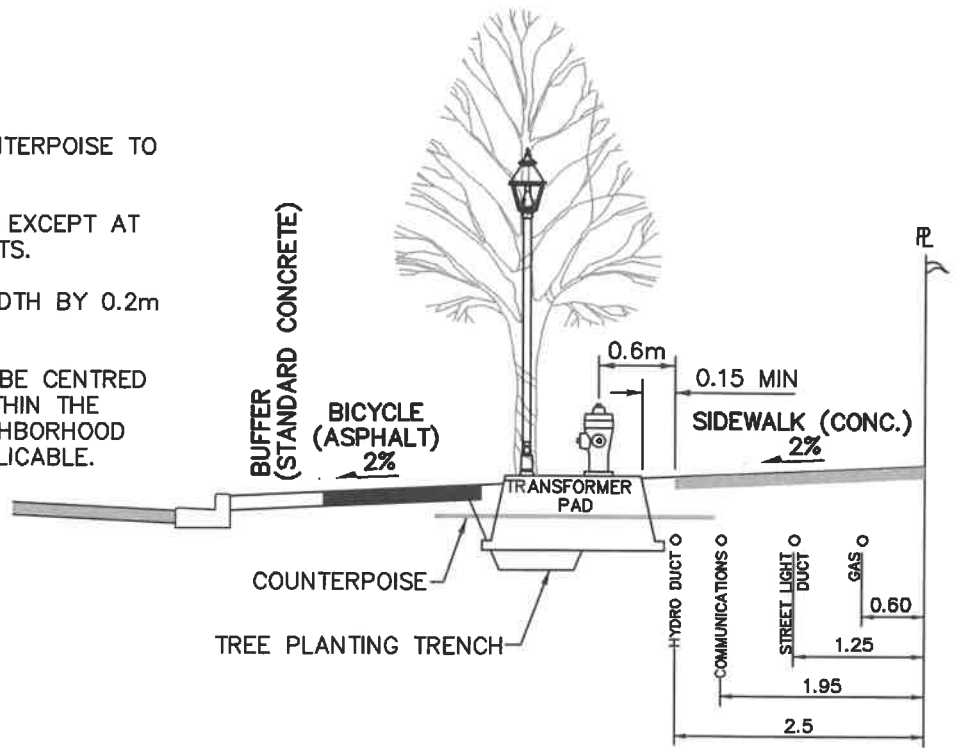 NTERPOISE TO
EXCEPT AT
TS.
DTH BY 0.2m
BE CENTRED
THIN THE
GHBORHOOD
PLICABLE.
BUFFER
(STANDARD CONCRETE)
BICYCLE
(ASPHALT)
2%
0.6m
0.15 MIN
SIDEWALK (CONC.)
2%
PL
TRANSFORMER
PAD
COUNTERPOISE
TREE PLANTING TRENCH
HYDRO DUCT
COMMUNICATIONS
STREET LIGHT
DUCT
GAS
0.60
1.25
1.95
2.5